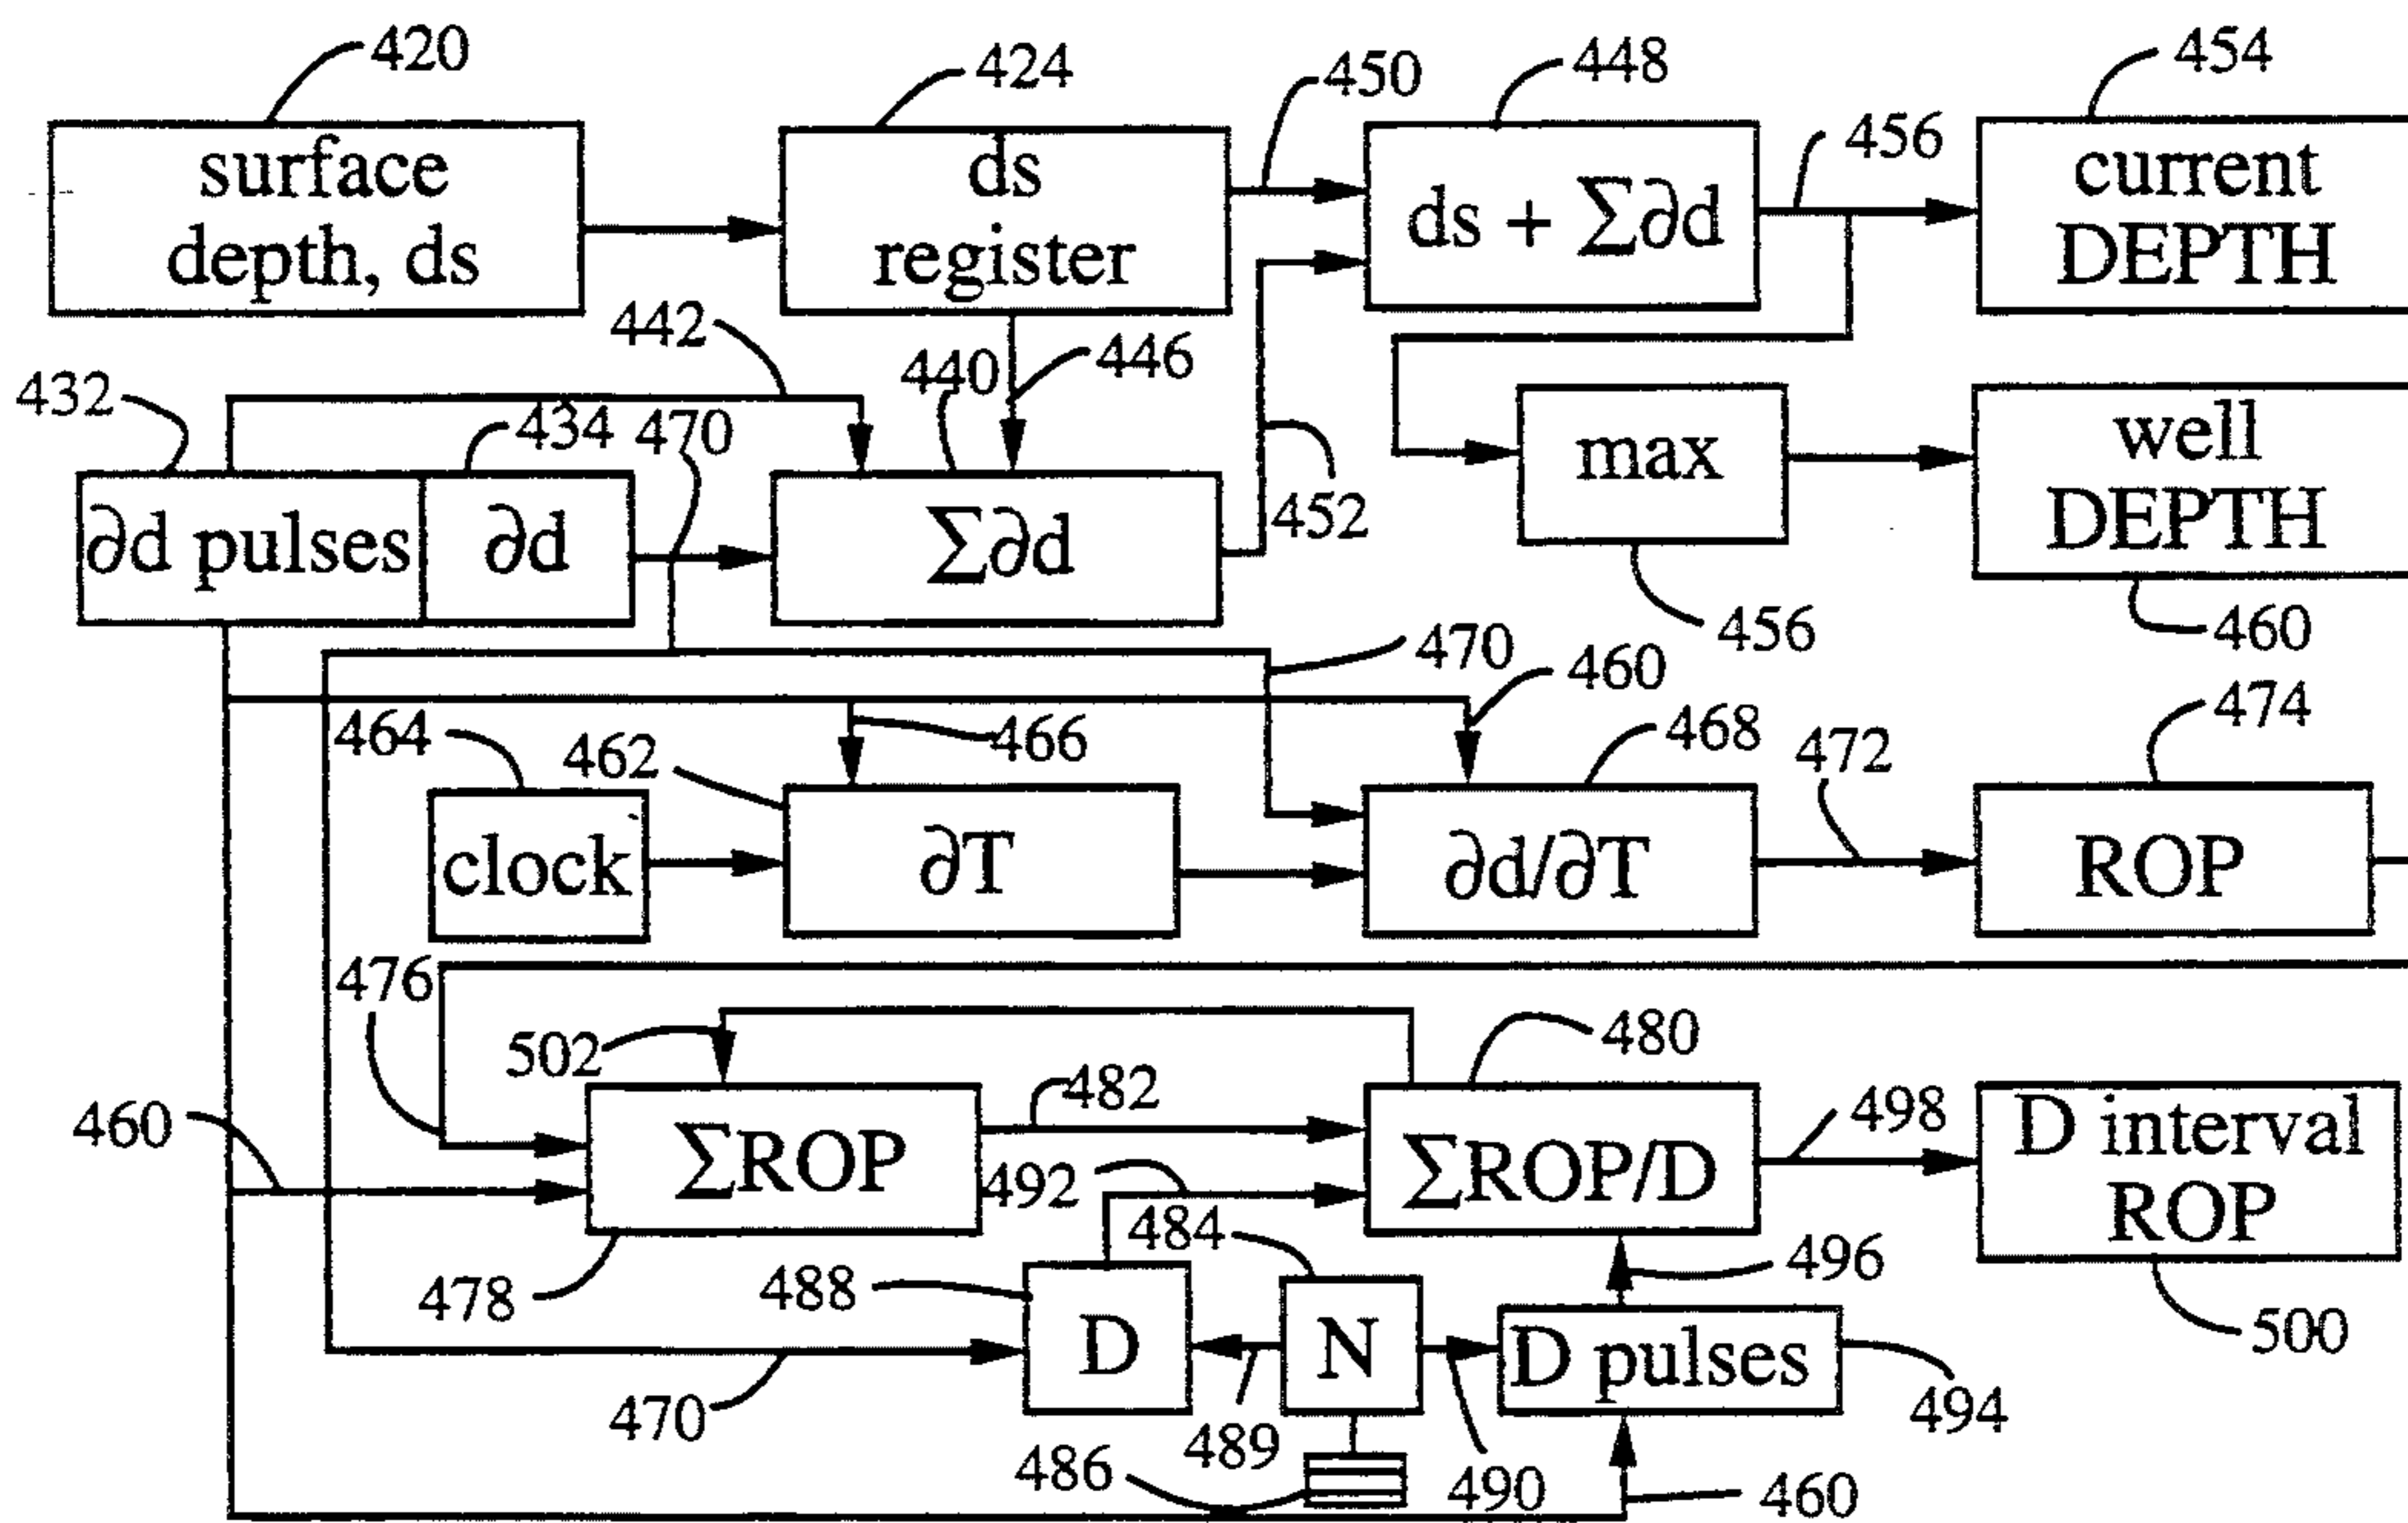 420
424
450
448
454
456
surface
depth, ds
ds
register
ds + Σ∂d
current
DEPTH
442
440
446
432
434
470
452
∂d pulses
∂d
Σ∂d
max
well
DEPTH
456
460
470
460
474
464
462
466
468
472
clock
∂T
∂d/∂T
ROP
476
502
480
460
482
498
ΣROP
492
ΣROP/D
D interval
ROP
484
496
478
488
D
N
D pulses
500
470
489
494
486
490
460